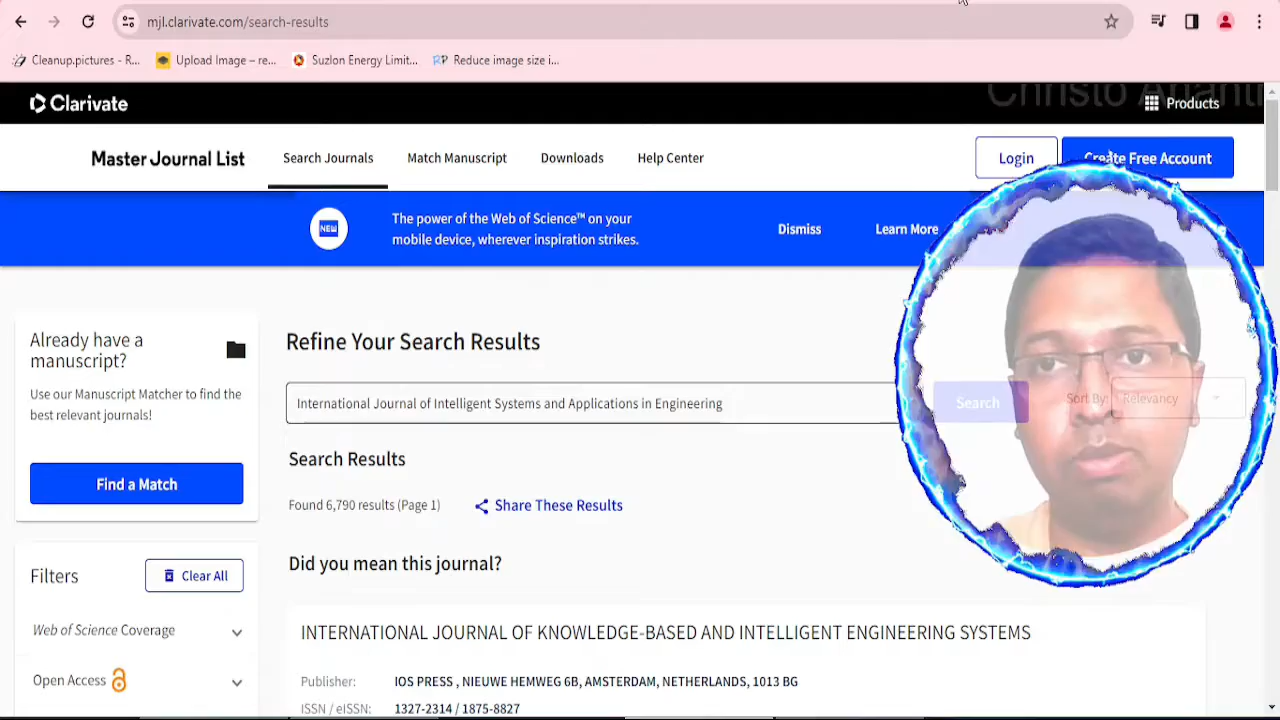 mjl.clarivate.com/search-results
Cleanup.pictures - R... Upload Image – re... Suzlon Energy Limit... Reduce image size i...
Clarivate
Products
Master Journal List Search Journals Match Manuscript Downloads Help Center Login Create Free Account
NEW
The power of the Web of Science™ on your
mobile device, wherever inspiration strikes.
Dismiss Learn More
Already have a
manuscript?
Use our Manuscript Matcher to find the
best relevant journals!
Find a Match
Filters
Clear All
Web of Science Coverage
Open Access
Refine Your Search Results
International Journal of Intelligent Systems and Applications in Engineering
Search
Sort By: Relevancy
Search Results
Found 6,790 results (Page 1) Share These Results
Did you mean this journal?
INTERNATIONAL JOURNAL OF KNOWLEDGE-BASED AND INTELLIGENT ENGINEERING SYSTEMS
Publisher: IOS PRESS , NIEUWE HEMWEG 6B, AMSTERDAM, NETHERLANDS, 1013 BG
ISSN / eISSN: 1327-2314 / 1875-8827